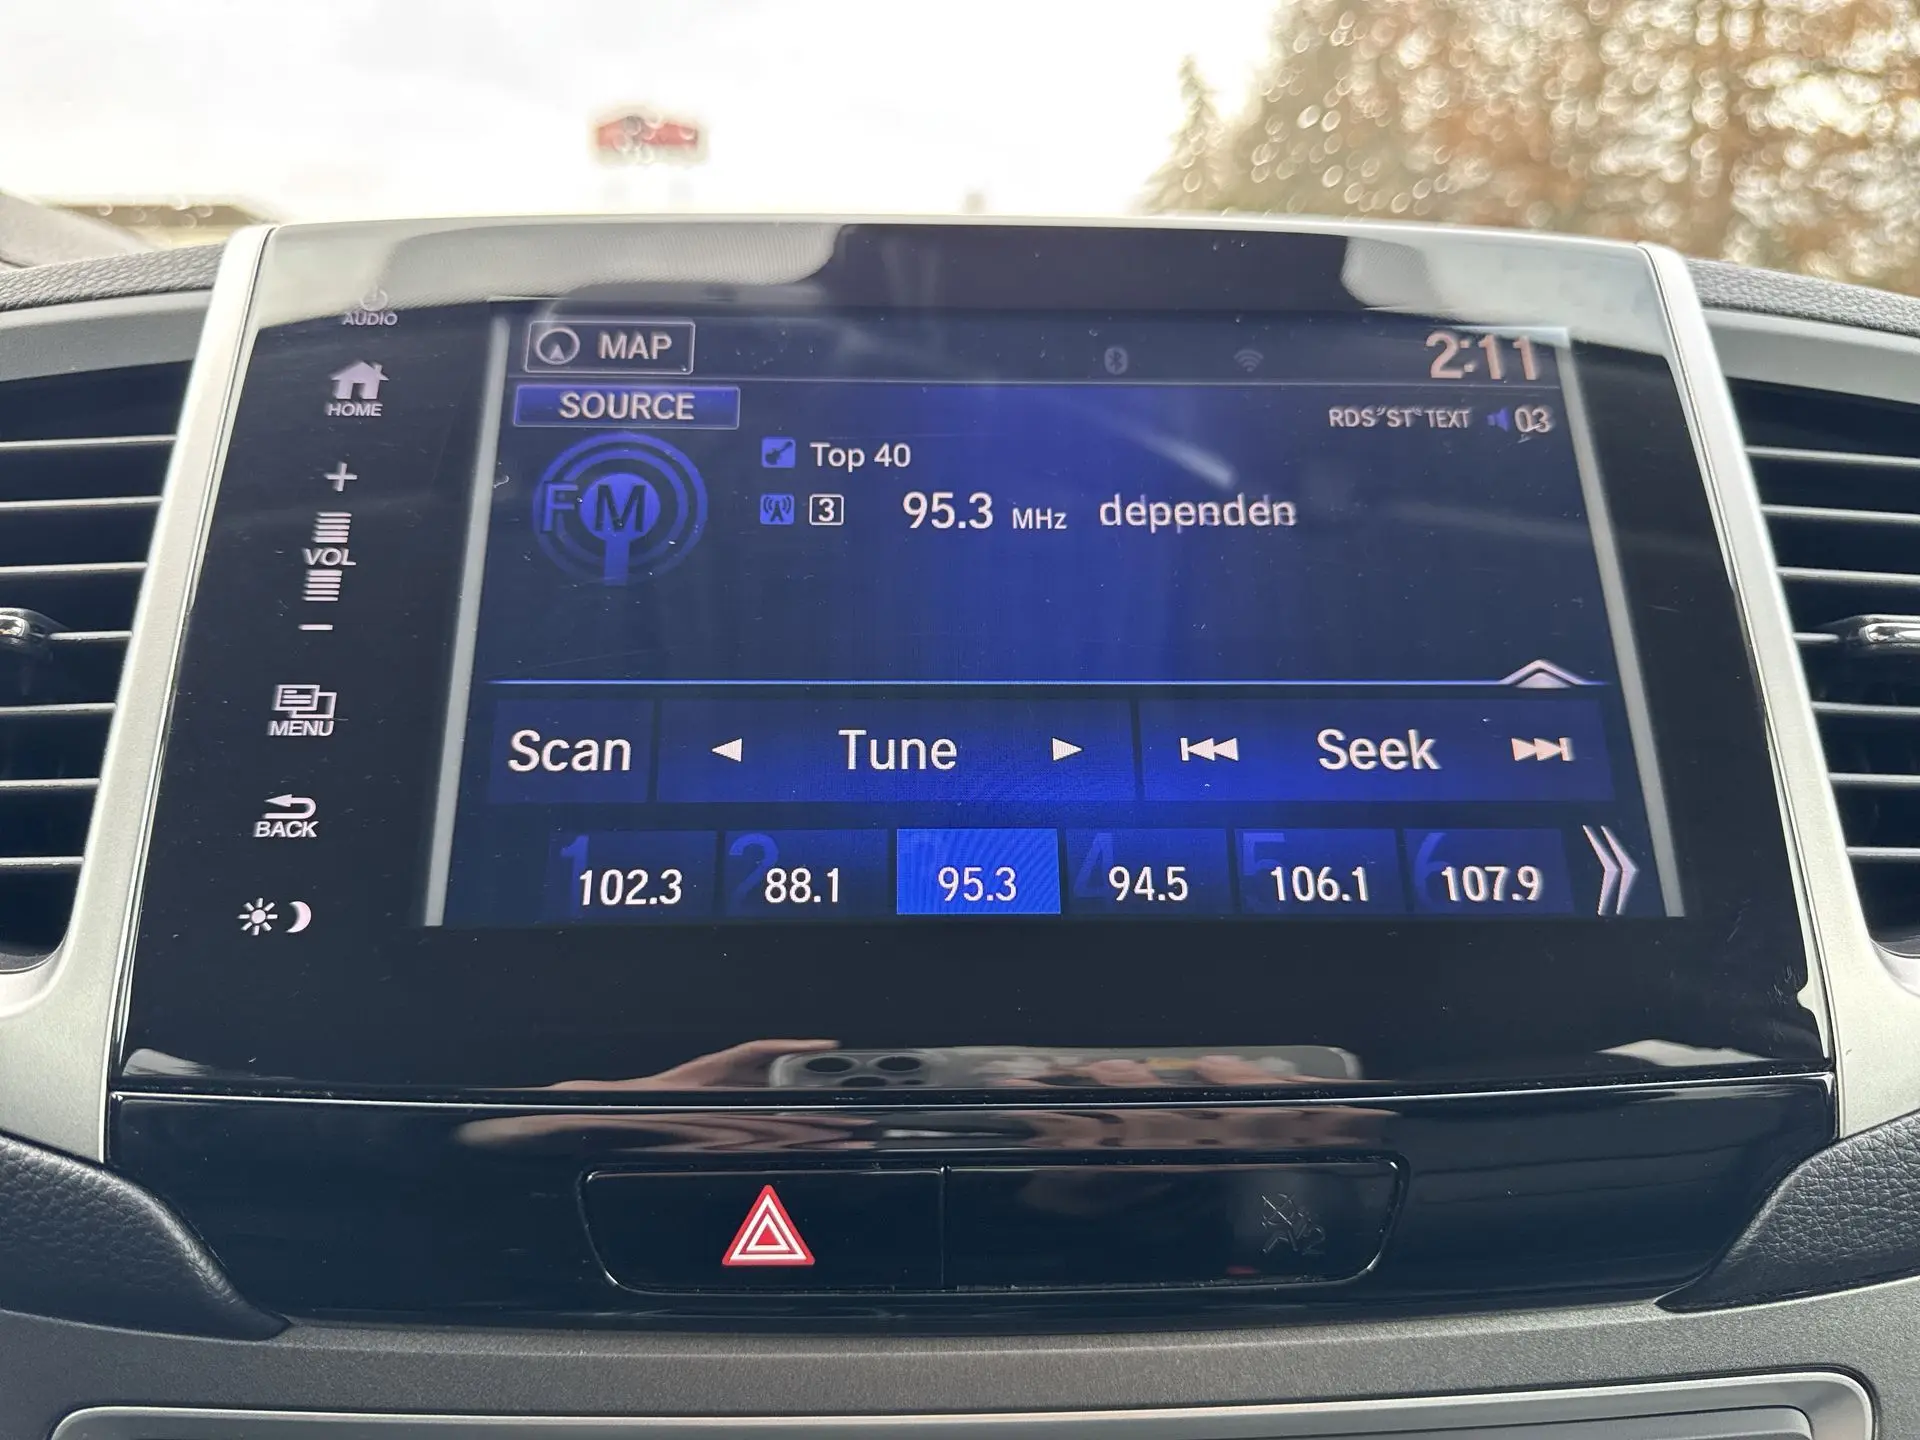 AUDIO
MAP
2:11
HOME
SOURCE
RDS ST TEXT 03
Top 40
+
FM
3 95.3 MHz dependen
VOL
−
MENU
Scan Tune Seek
BACK
1 2 3 4 5 6
102.3 88.1 95.3 94.5 106.1 107.9